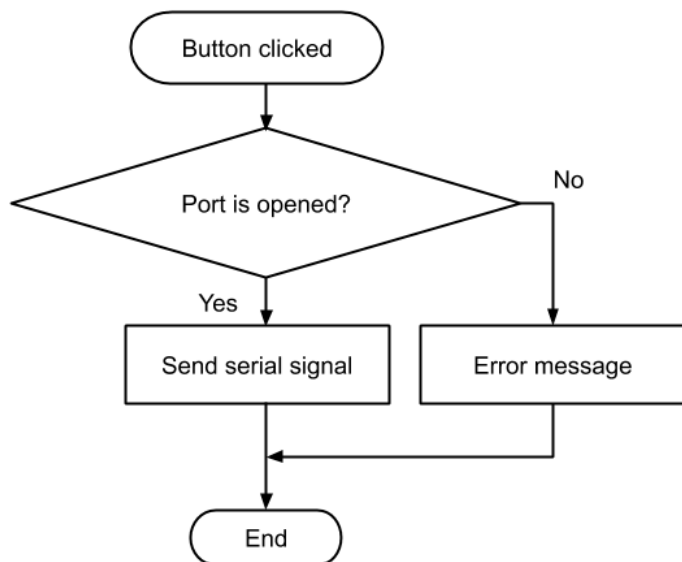 Button clicked
Port is opened?
No
Yes
Send serial signal
Error message
End